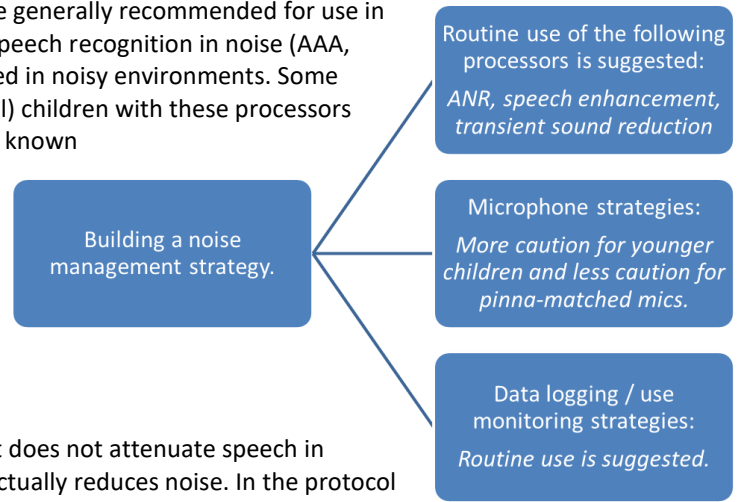 e generally recommended for use in
peech recognition in noise (AAA,
ed in noisy environments. Some
l) children with these processors
known
Building a noise
management strategy.
Routine use of the following
processors is suggested:
ANR, speech enhancement,
transient sound reduction
Microphone strategies:
More caution for younger
children and less caution for
pinna-matched mics.
Data logging / use
monitoring strategies:
Routine use is suggested.
t does not attenuate speech in
ctually reduces noise. In the protocol